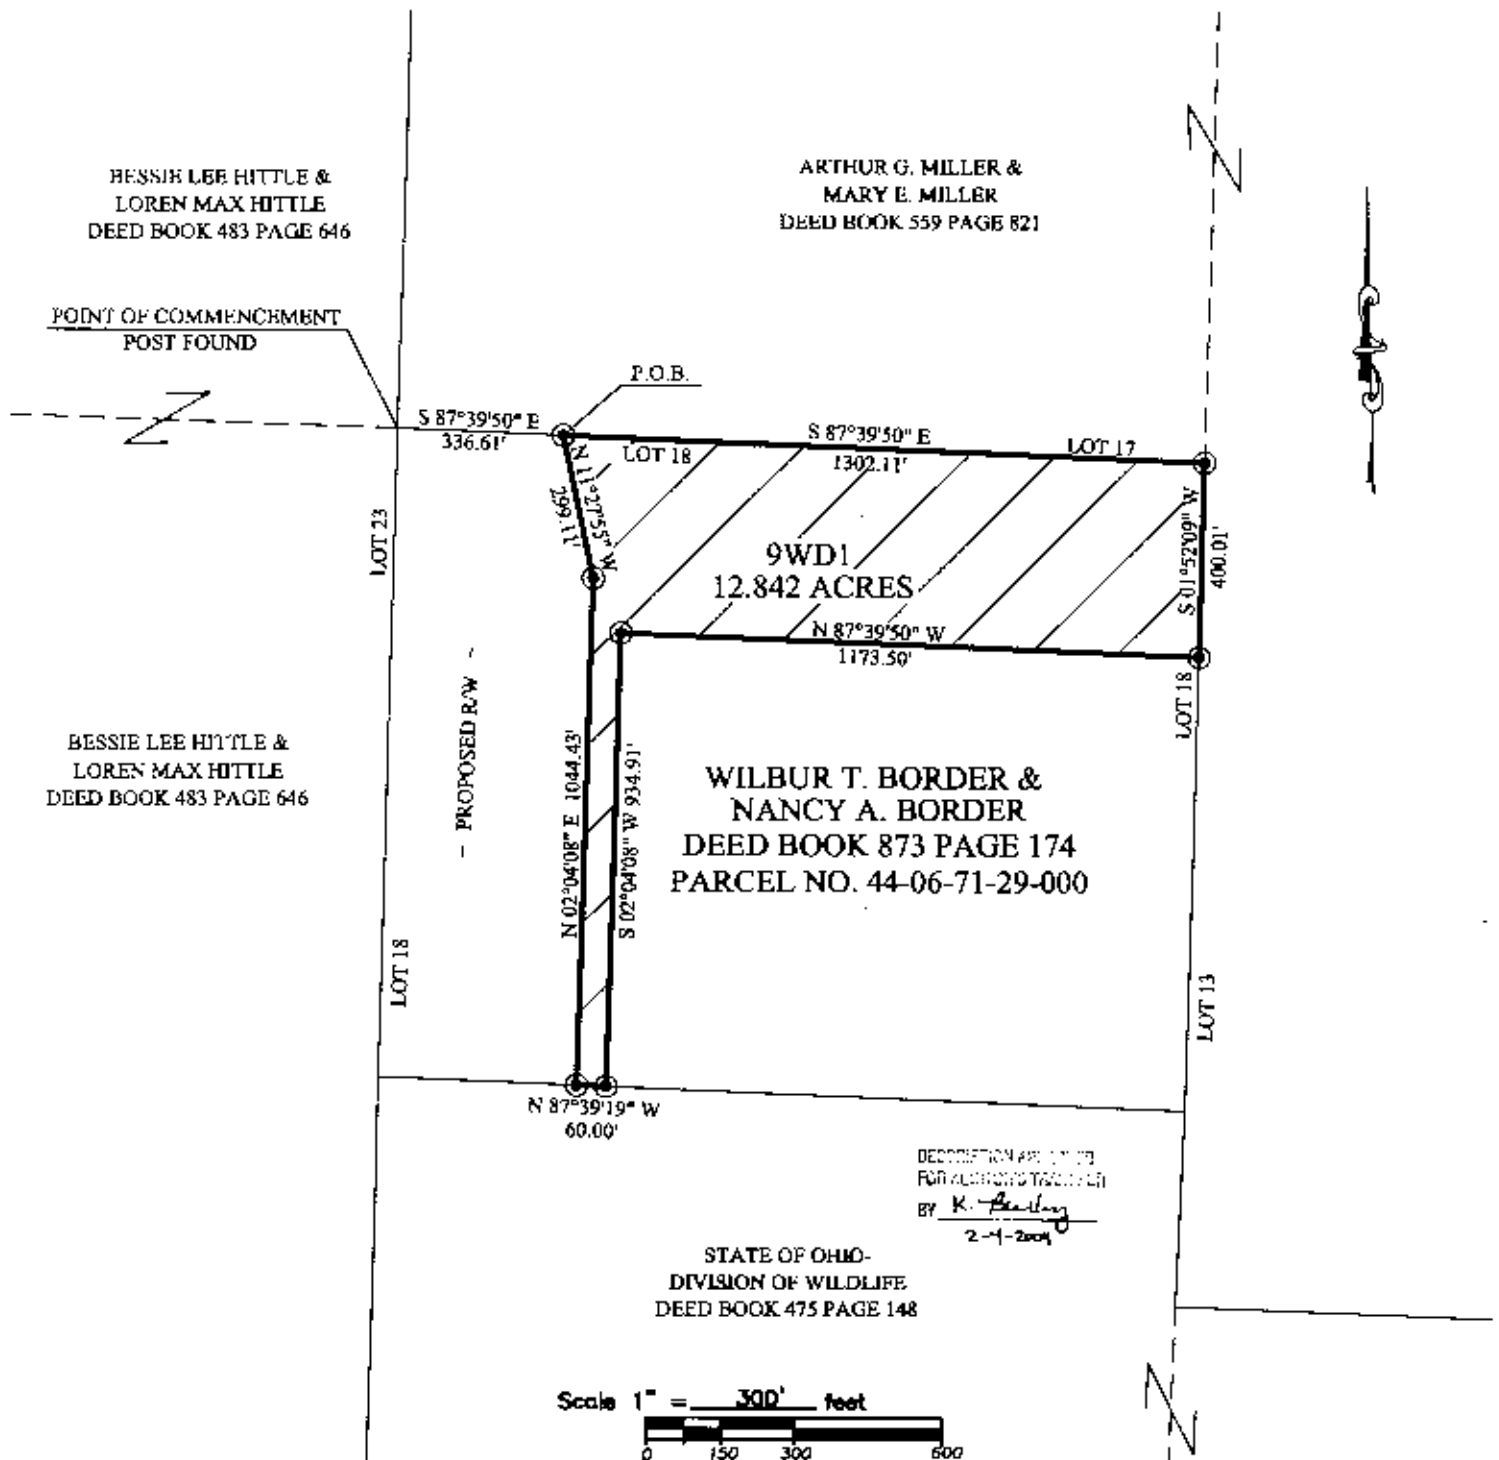 BESSIE LEE HITTLE &
LOREN MAX HITTLE
DEED BOOK 483 PAGE 646
ARTHUR G. MILLER &
MARY E. MILLER
DEED BOOK 559 PAGE 821
POINT OF COMMENCEMENT
POST FOUND
P.O.B.
S 87°39'50" E
336.61'
S 87°39'50" E
1302.11'
LOT 18
LOT 17
N 11°27'55" W
299.11'
LOT 23
S 01°52'09" W
400.01'
9WD1
12.842 ACRES
N 87°39'50" W
1173.50'
LOT 18
- PROPOSED R/W -
BESSIE LEE HITTLE &
LOREN MAX HITTLE
DEED BOOK 483 PAGE 646
N 02°04'08" E 1044.43'
S 02°04'08" W 934.91'
WILBUR T. BORDER &
NANCY A. BORDER
DEED BOOK 873 PAGE 174
PARCEL NO. 44-06-71-29-000
LOT 18
LOT 13
N 87°39'19" W
60.00'
DESCRIPTION
FOR
BY K.
STATE OF OHIO-
DIVISION OF WILDLIFE
DEED BOOK 475 PAGE 148
Scale 1" = 300' feet
0 150 300 600